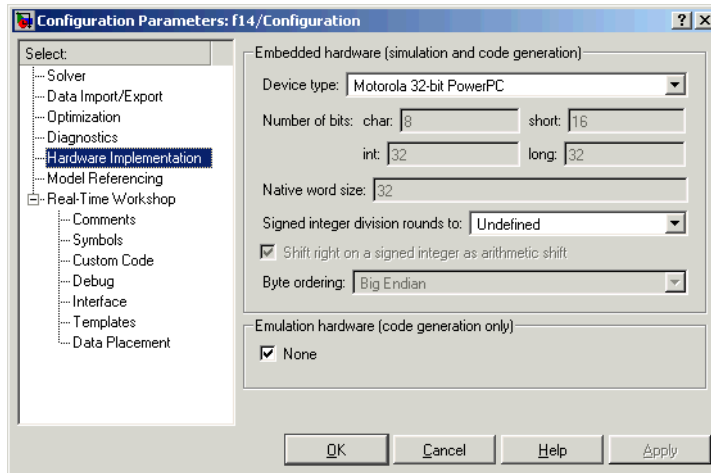 Configuration Parameters: f14/Configuration
Select:
Solver
Data Import/Export
Optimization
Diagnostics
Hardware Implementation
Model Referencing
Real-Time Workshop
Comments
Symbols
Custom Code
Debug
Interface
Templates
Data Placement
Embedded hardware (simulation and code generation)
Device type: Motorola 32-bit PowerPC
Number of bits: char: 8 short: 16
int: 32 long: 32
Native word size: 32
Signed integer division rounds to: Undefined
Shift right on a signed integer as arithmetic shift
Byte ordering: Big Endian
Emulation hardware (code generation only)
None
OK Cancel Help Apply